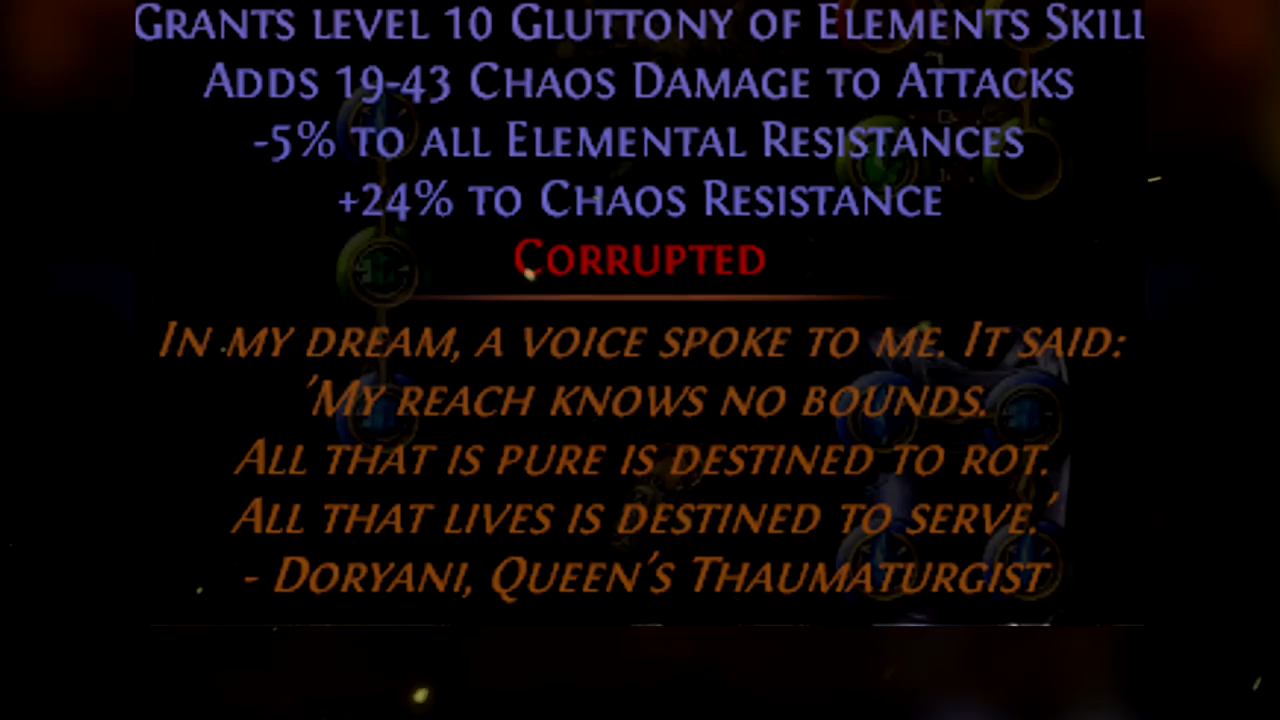 Grants level 10 Gluttony of Elements Skill
Adds 19-43 Chaos Damage to Attacks
-5% to all Elemental Resistances
+24% to Chaos Resistance
Corrupted
In my dream, a voice spoke to me. It said:
'My reach knows no bounds.
All that is pure is destined to rot.
All that lives is destined to serve.'
- Doryani, Queen's Thaumaturgist